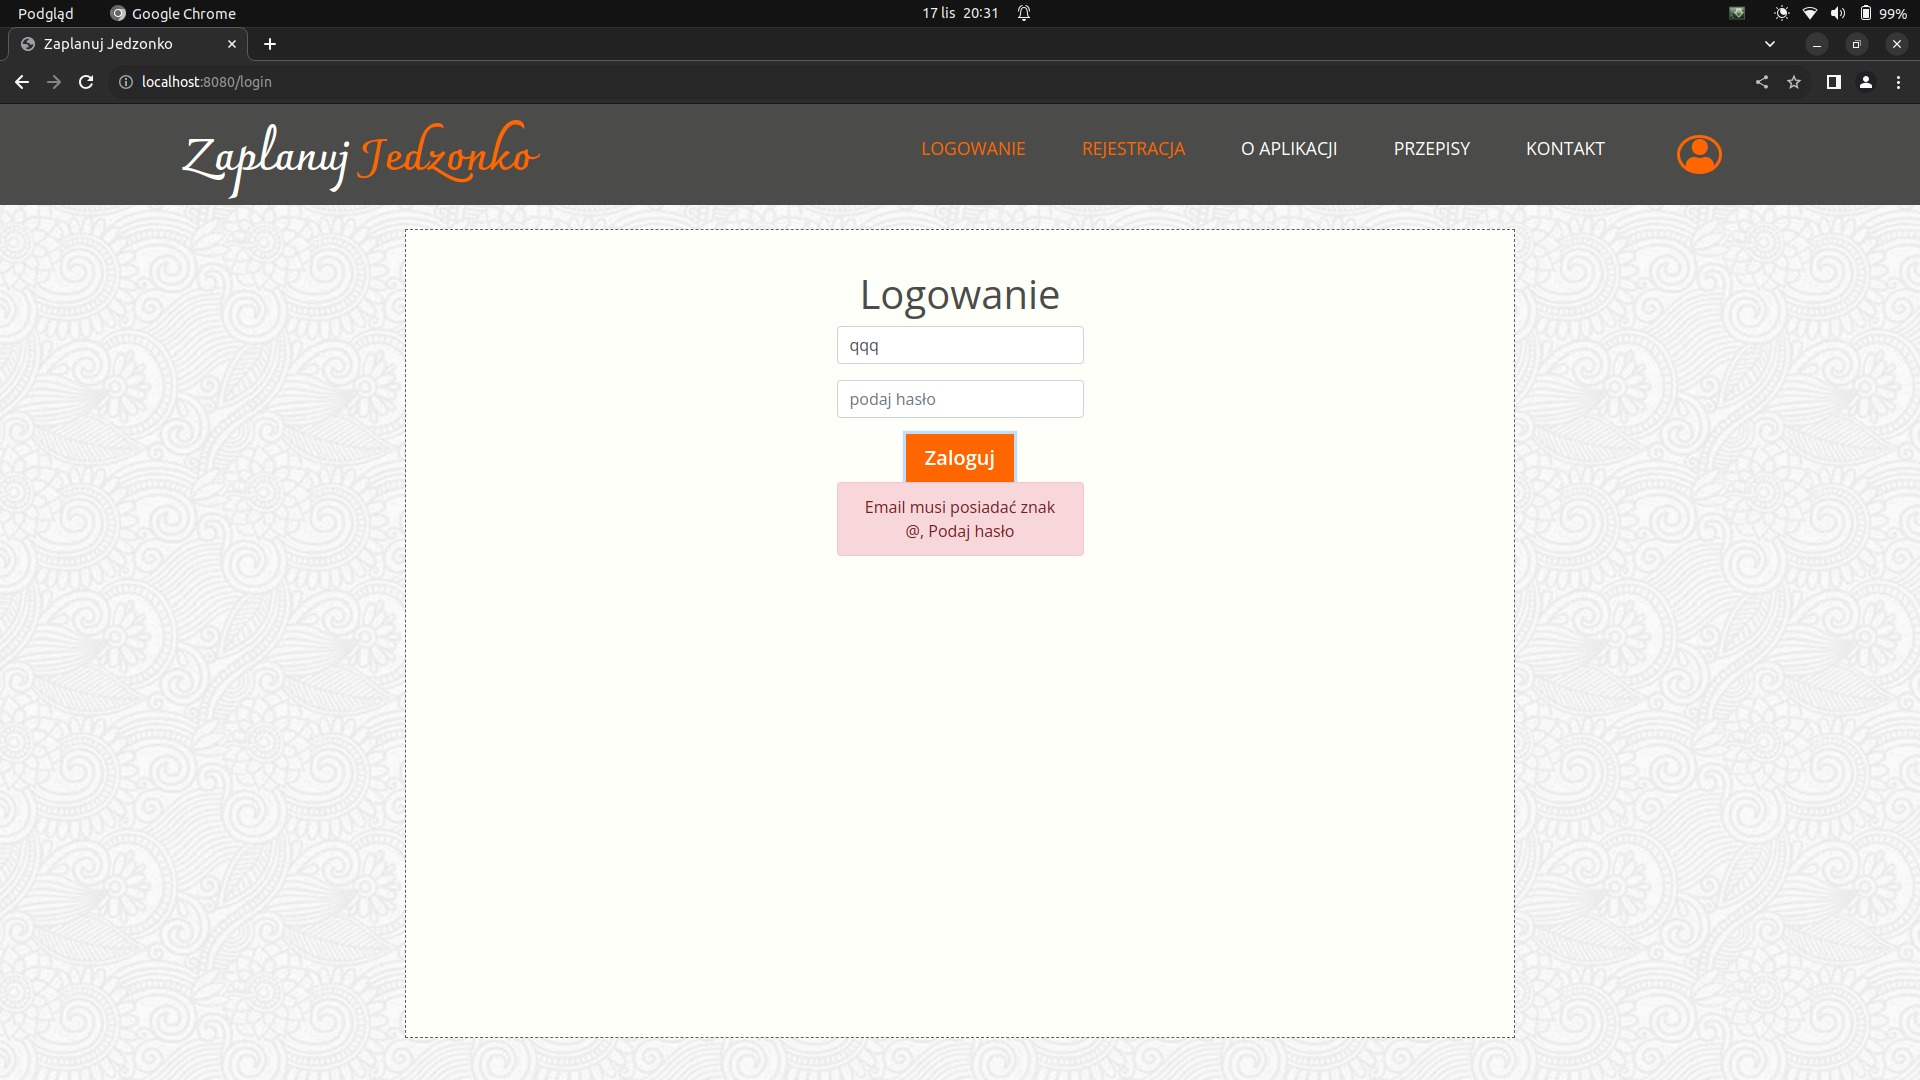 Podgląd
Google Chrome
17 lis 20:31
99%
Zaplanuj Jedzonko
localhost:8080/login
Zaplanuj Jedzonko
LOGOWANIE
REJESTRACJA
O APLIKACJI
PRZEPISY
KONTAKT
Logowanie
qqq
podaj hasło
Zaloguj
Email musi posiadać znak
@, Podaj hasło